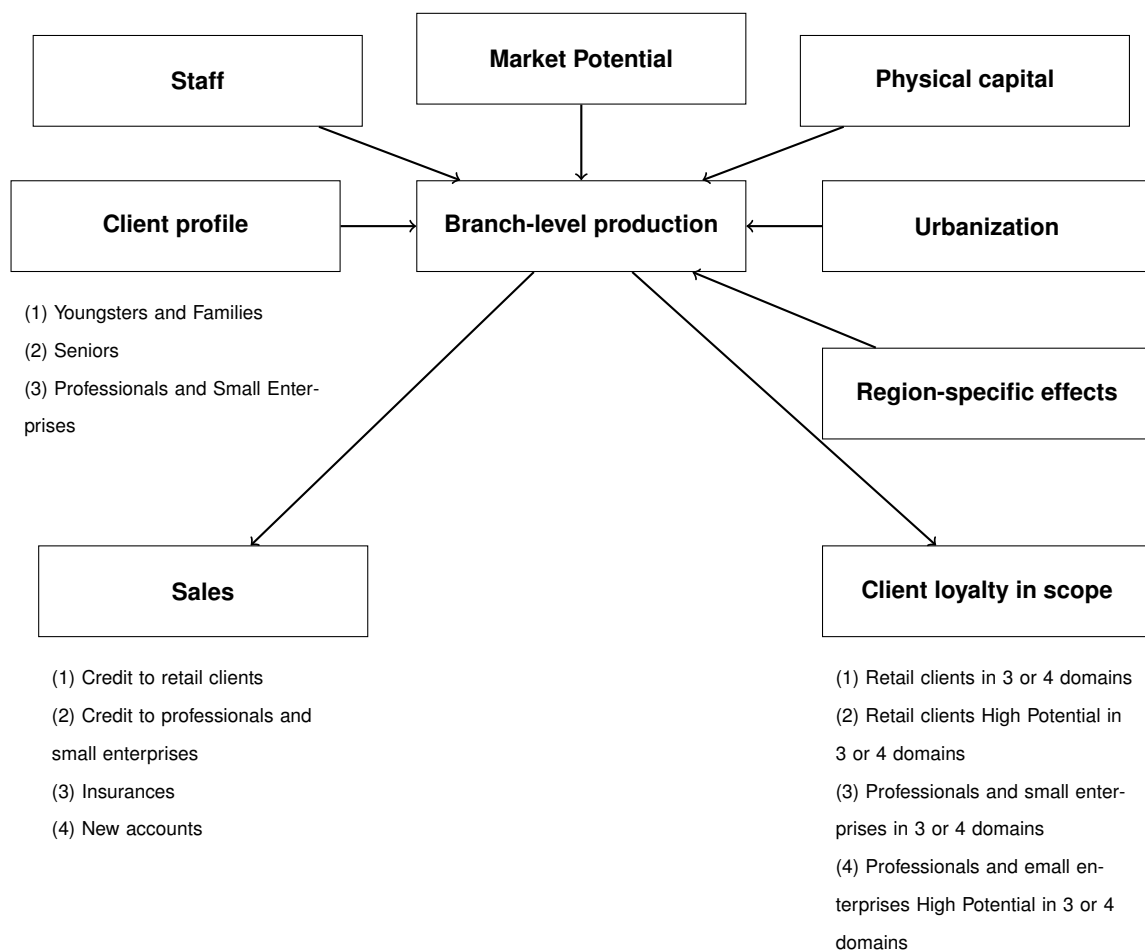 Market Potential
Staff
Physical capital
Client profile
Branch-level production
Urbanization
(1) Youngsters and Families
(2) Seniors
(3) Professionals and Small Enter-
prises
Region-specific effects
Sales
Client loyalty in scope
(1) Credit to retail clients
(2) Credit to professionals and
small enterprises
(3) Insurances
(4) New accounts
(1) Retail clients in 3 or 4 domains
(2) Retail clients High Potential in
3 or 4 domains
(3) Professionals and small enter-
prises in 3 or 4 domains
(4) Professionals and emall en-
terprises High Potential in 3 or 4
domains